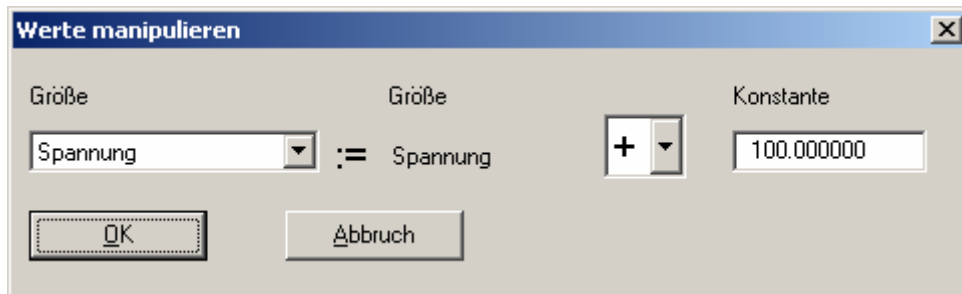 Werte manipulieren
Größe Größe Konstante
Spannung := Spannung + 100.000000
OK Abbruch